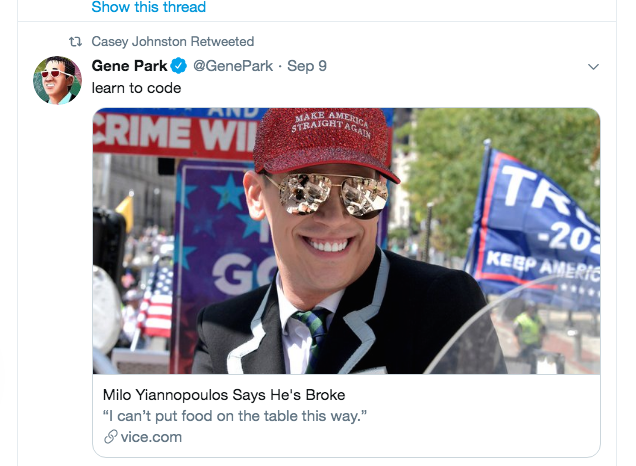 Show this thread
Casey Johnston Retweeted
Gene Park @GenePark · Sep 9
learn to code
AND
CRIME WI
MAKE AMERICA
STRAIGHT AGAIN
TR
-202
KEEP AMERIC
GO
Milo Yiannopoulos Says He's Broke
“I can’t put food on the table this way.”
vice.com